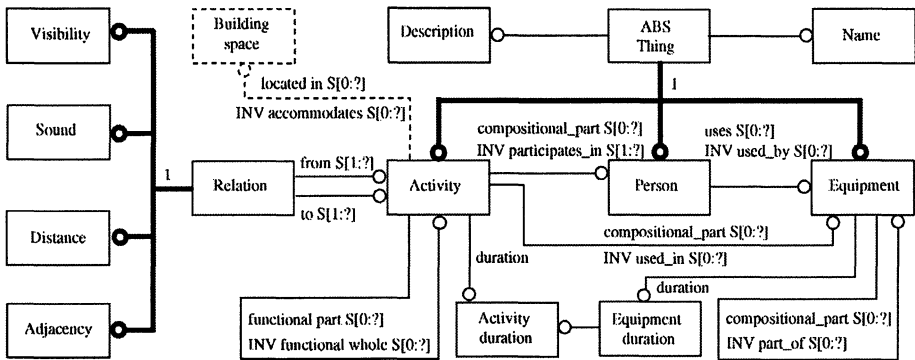 Visibility
Building
space
Description
ABS
Thing
Name
located in S[0:?]
INV accommodates S[0:?]
1
compositional_part S[0:?]
INV participates_in S[1:?]
uses S[0:?]
INV used_by S[0:?]
Sound
1
Relation
from S[1:?]
to S[1:?]
Activity
Person
Equipment
compositional_part S[0:?]
INV used_in S[0:?]
Distance
duration
duration
functional part S[0:?]
INV functional whole S[0:?]
Activity
duration
Equipment
duration
compositional_part S[0:?]
INV part_of S[0:?]
Adjacency